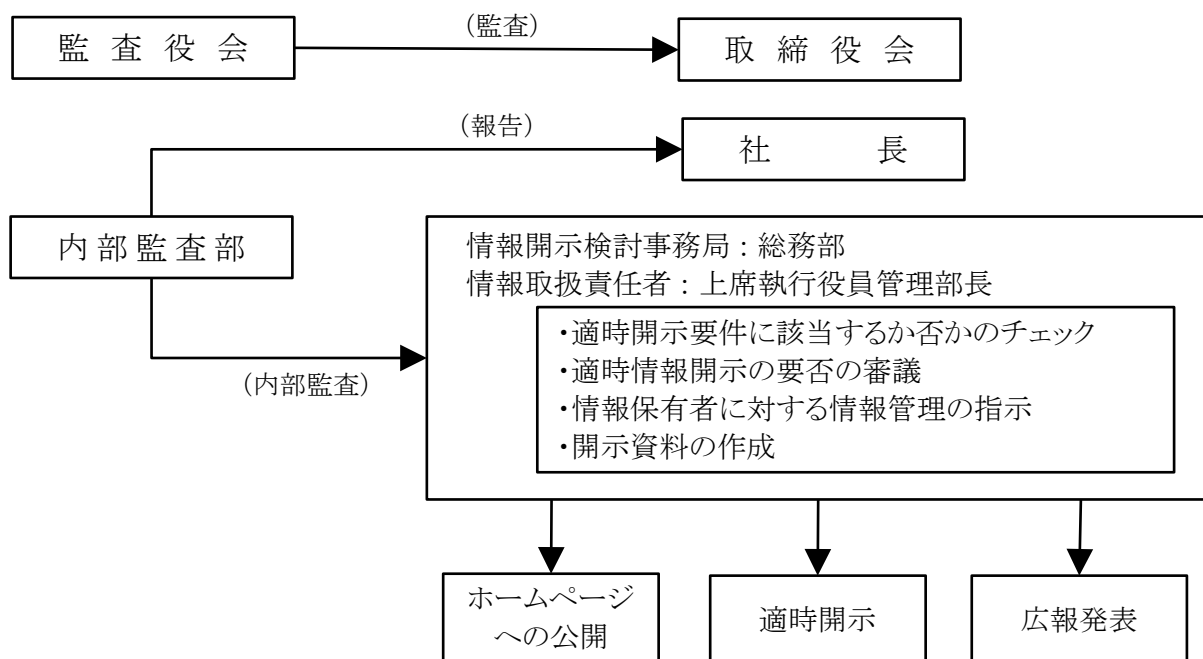 監査役会
(監査)
取締役会
(報告)
社長
内部監査部
(内部監査)
情報開示検討事務局:総務部
情報取扱責任者:上席執行役員管理部長
・適時開示要件に該当するか否かのチェック
・適時情報開示の要否の審議
・情報保有者に対する情報管理の指示
・開示資料の作成
ホームページ
への公開
適時開示
広報発表